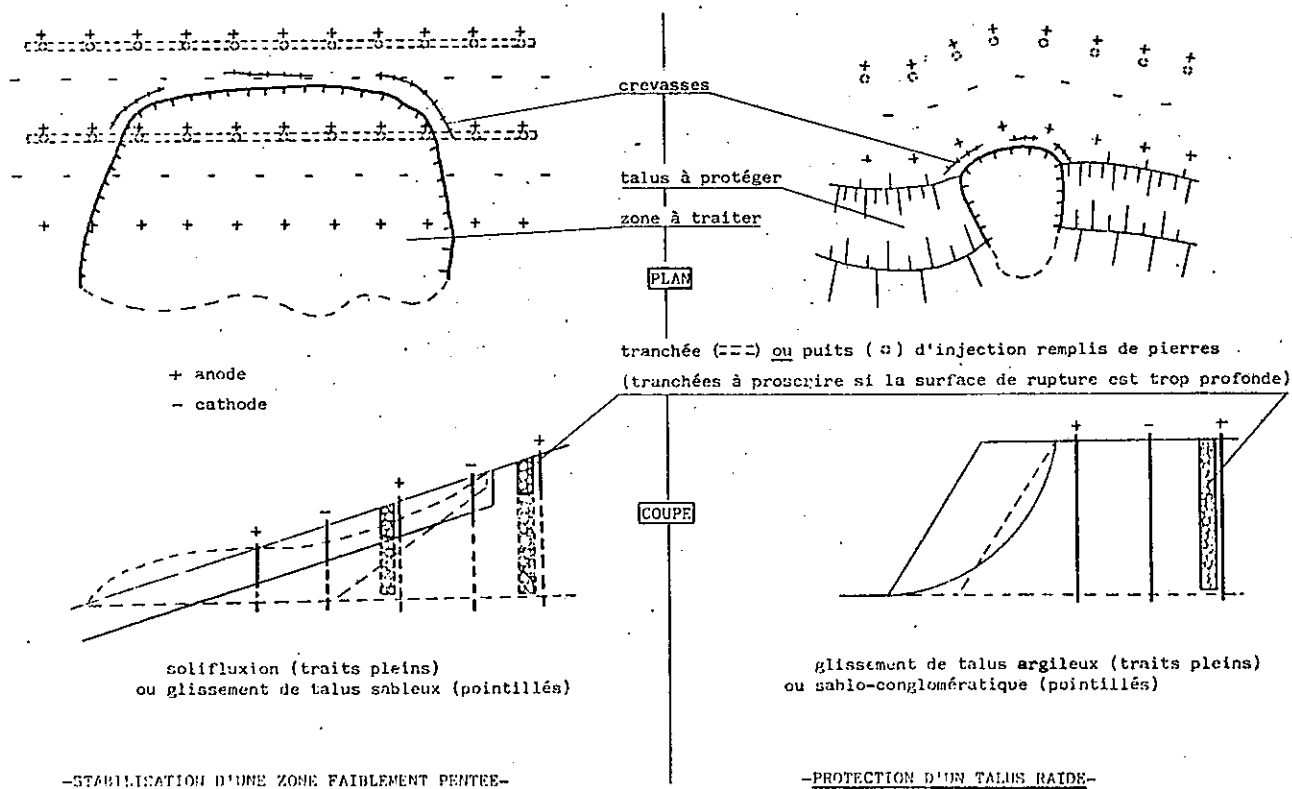 crevasses
talus à protéger
zone à traiter
PLAN
tranchée (===) ou puits (o) d'injection remplis de pierres
(tranchées à proscrire si la surface de rupture est trop profonde)
+ anode
- cathode
COUPE
solifluxion (traits pleins)
ou glissement de talus sableux (pointillés)
glissement de talus argileux (traits pleins)
ou sablo-conglomératique (pointillés)
-STABILISATION D'UNE ZONE FAIBLEMENT PENTEE-
-PROTECTION D'UN TALUS RAIDE-